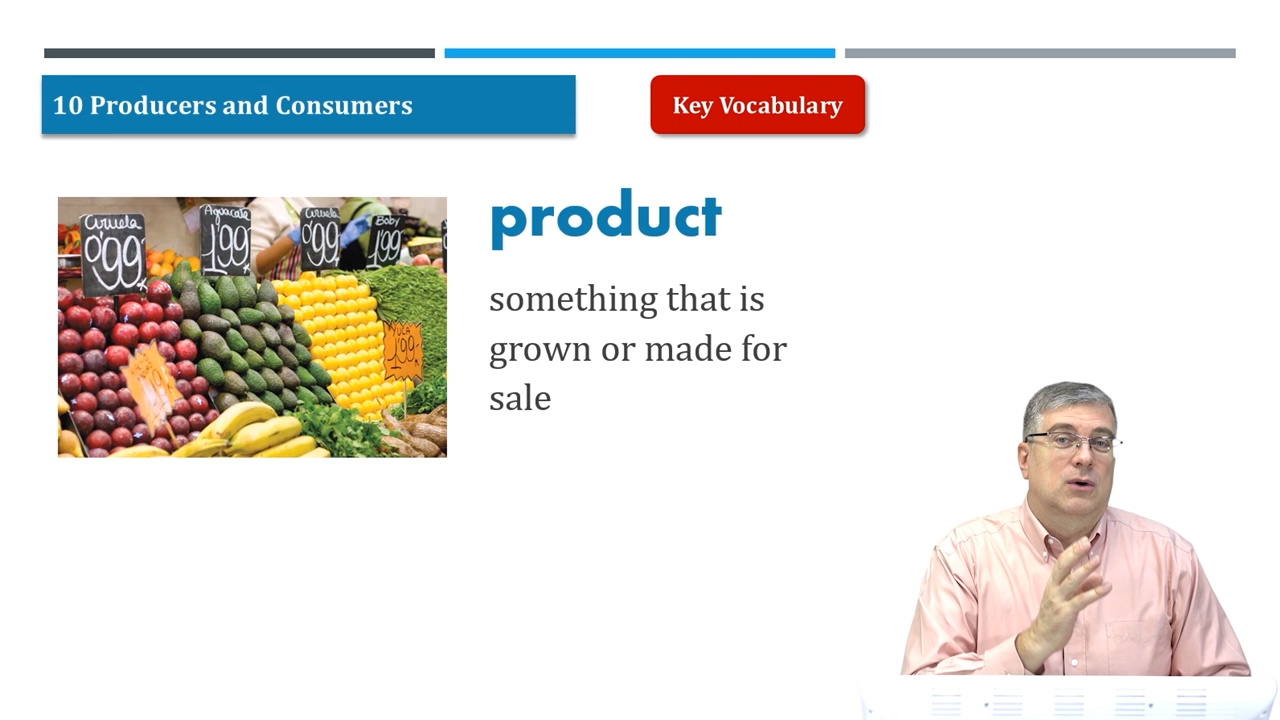 10 Producers and Consumers
Key Vocabulary
Ciruela
0'99
Aguacate
1'99
Ciruela
0'99
Boby
1'99
YUCA
1'99
product
something that is
grown or made for
sale